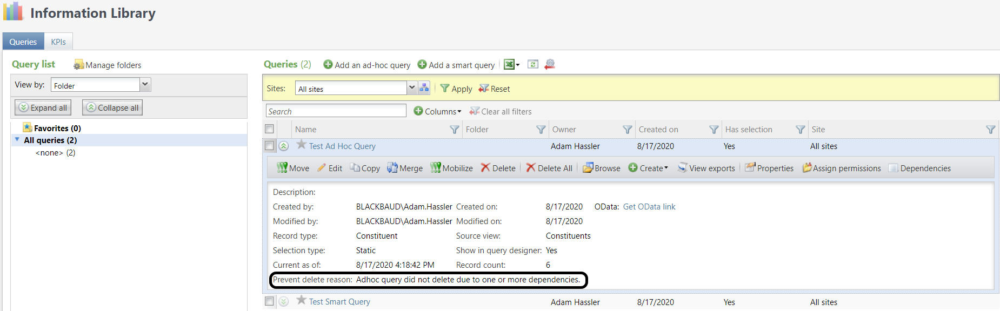 Information Library
Queries KPIs
Query list Manage folders
View by: Folder
Expand all Collapse all
Favorites (0)
All queries (2)
<none> (2)
Queries (2) Add an ad-hoc query Add a smart query
Sites: All sites Apply Reset
Search Columns Clear all filters
Name Folder Owner Created on Has selection Site
Test Ad Hoc Query Adam Hassler 8/17/2020 Yes All sites
Move Edit Copy Merge Mobilize Delete Delete All Browse Create View exports Properties Assign permissions Dependencies
Description:
Created by: BLACKBAUD\Adam.Hassler Created on: 8/17/2020 OData: Get OData link
Modified by: BLACKBAUD\Adam.Hassler Modified on: 8/17/2020
Record type: Constituent Source view: Constituents
Selection type: Static Show in query designer: Yes
Current as of: 8/17/2020 4:18:42 PM Record count: 6
Prevent delete reason: Adhoc query did not delete due to one or more dependencies.
Test Smart Query Adam Hassler 8/17/2020 Yes All sites